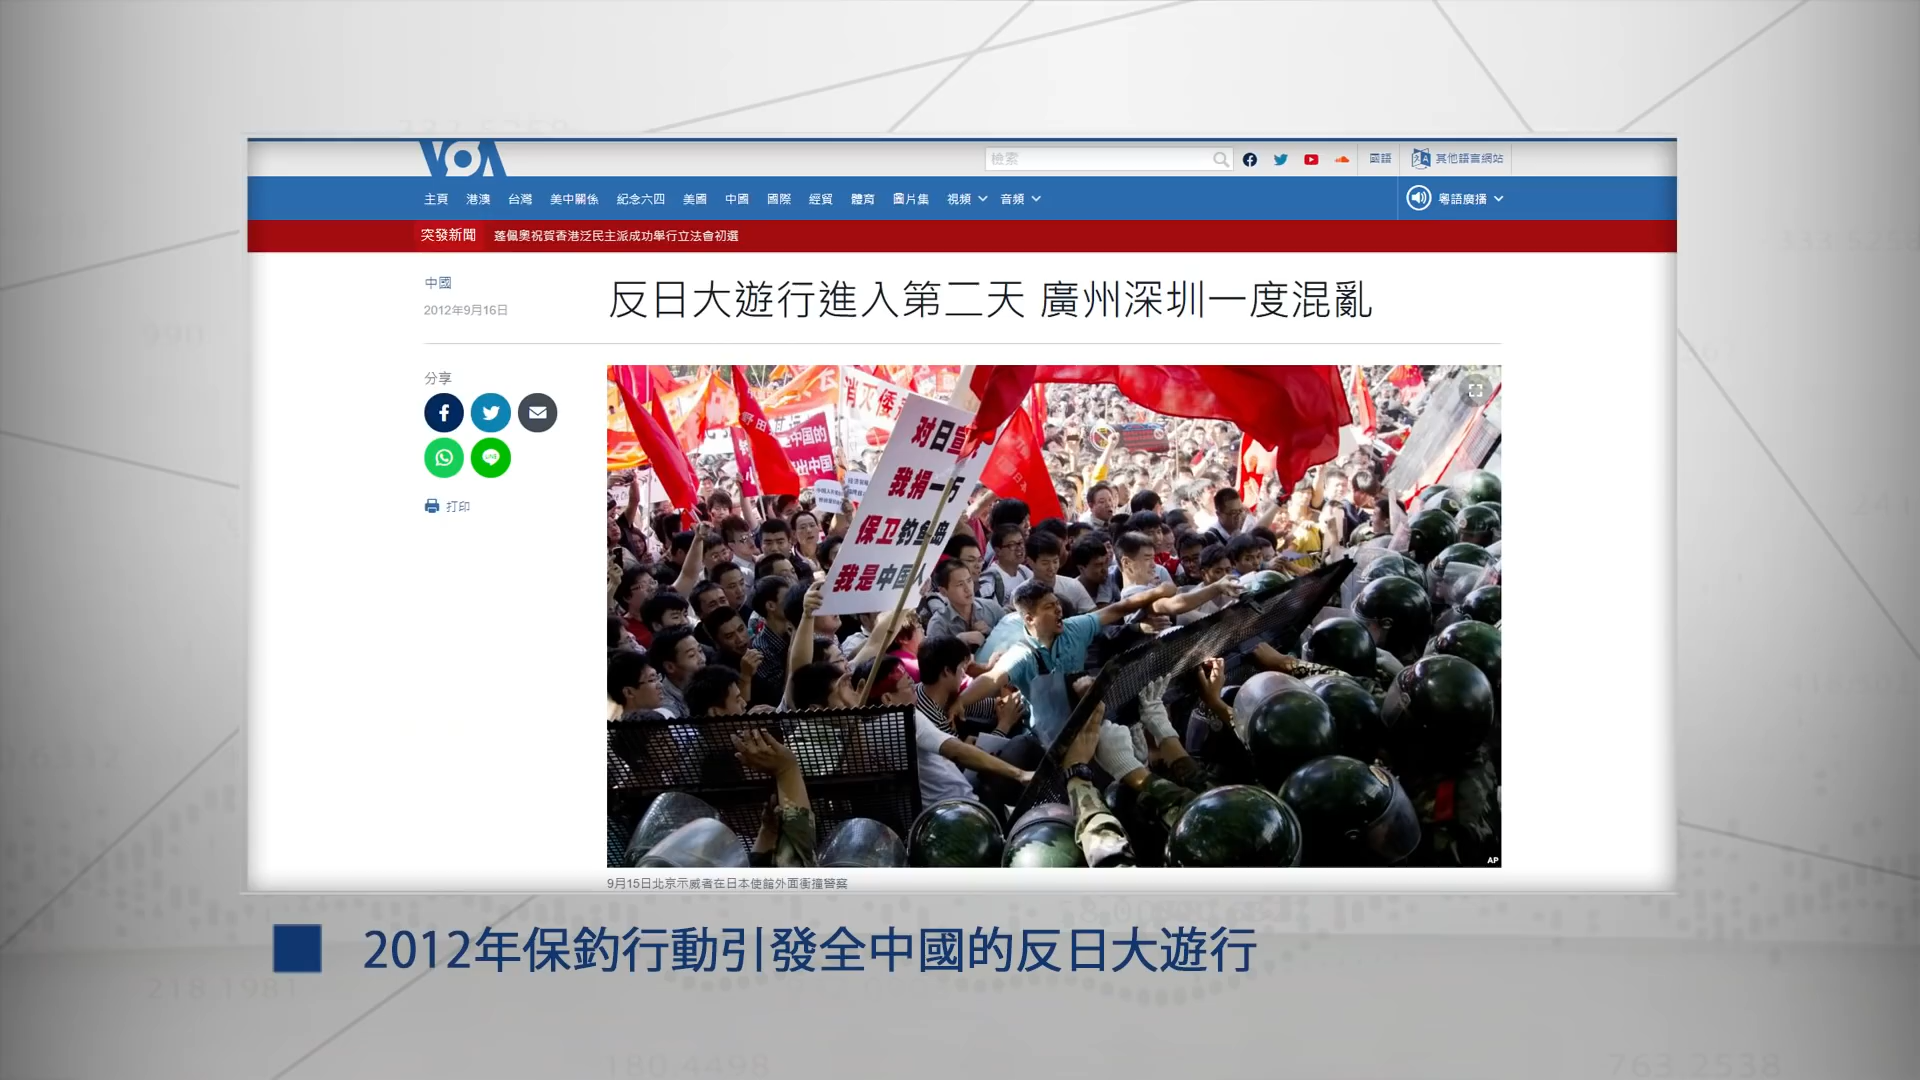 VOA
檢索
國語
其他語言網站
主頁 港澳 台灣 美中關係 紀念六四 美國 中國 國際 經貿 體育 圖片集 視頻 音頻
粵語廣播
突發新聞 蓬佩奧祝賀香港泛民主派成功舉行立法會初選
中國
2012年9月16日
反日大遊行進入第二天 廣州深圳一度混亂
分享
打印
对日宣
我捐一万
保卫钓鱼岛
我是中国人
AP
9月15日北京示威者在日本使館外面衝撞警察
2012年保釣行動引發全中國的反日大遊行
218.1981
180.4498
763.2538